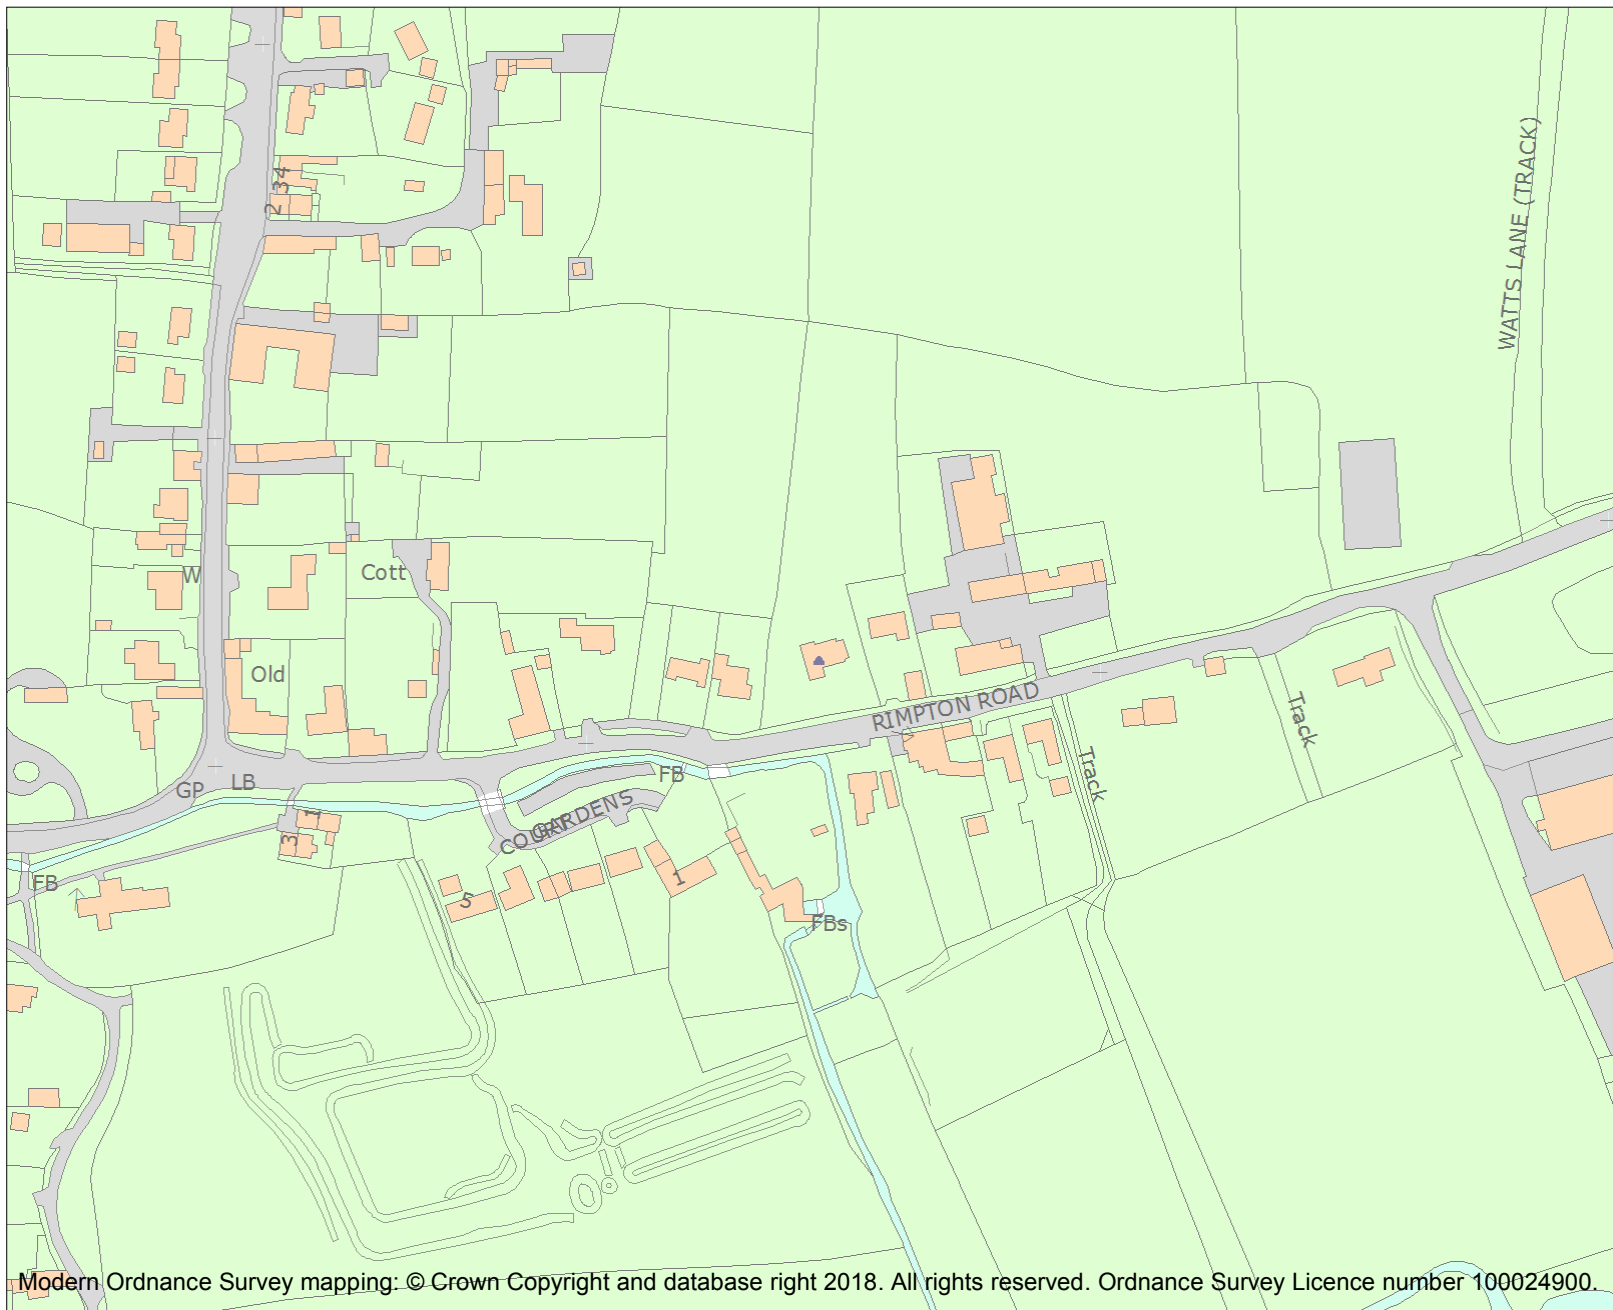 WATTS LANE (TRACK)
34
2
W
Cott
Old
RIMPTON ROAD
Track
Track
GP
LB
FB
COURT
GARDENS
1
3
FB
5
1
FBs
Modern Ordnance Survey mapping: © Crown Copyright and database right 2018. All rights reserved. Ordnance Survey Licence number 100024900.